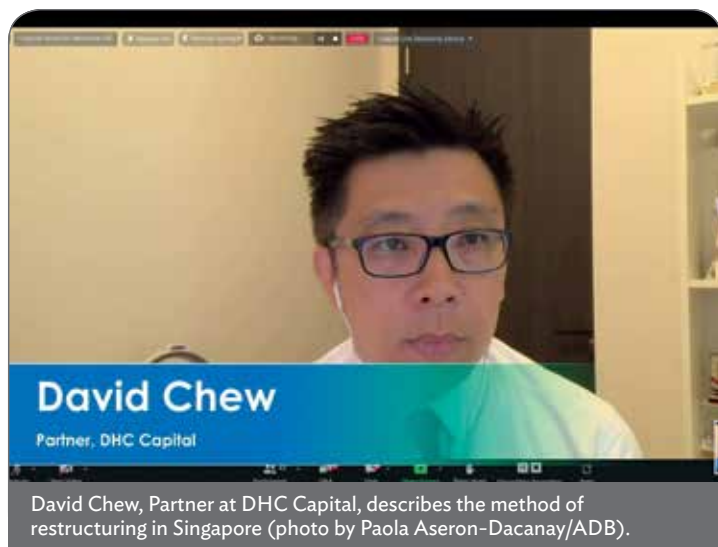 David Chew
Partner, DHC Capital
David Chew, Partner at DHC Capital, describes the method of
restructuring in Singapore (photo by Paola Aseron-Dacanay/ADB).